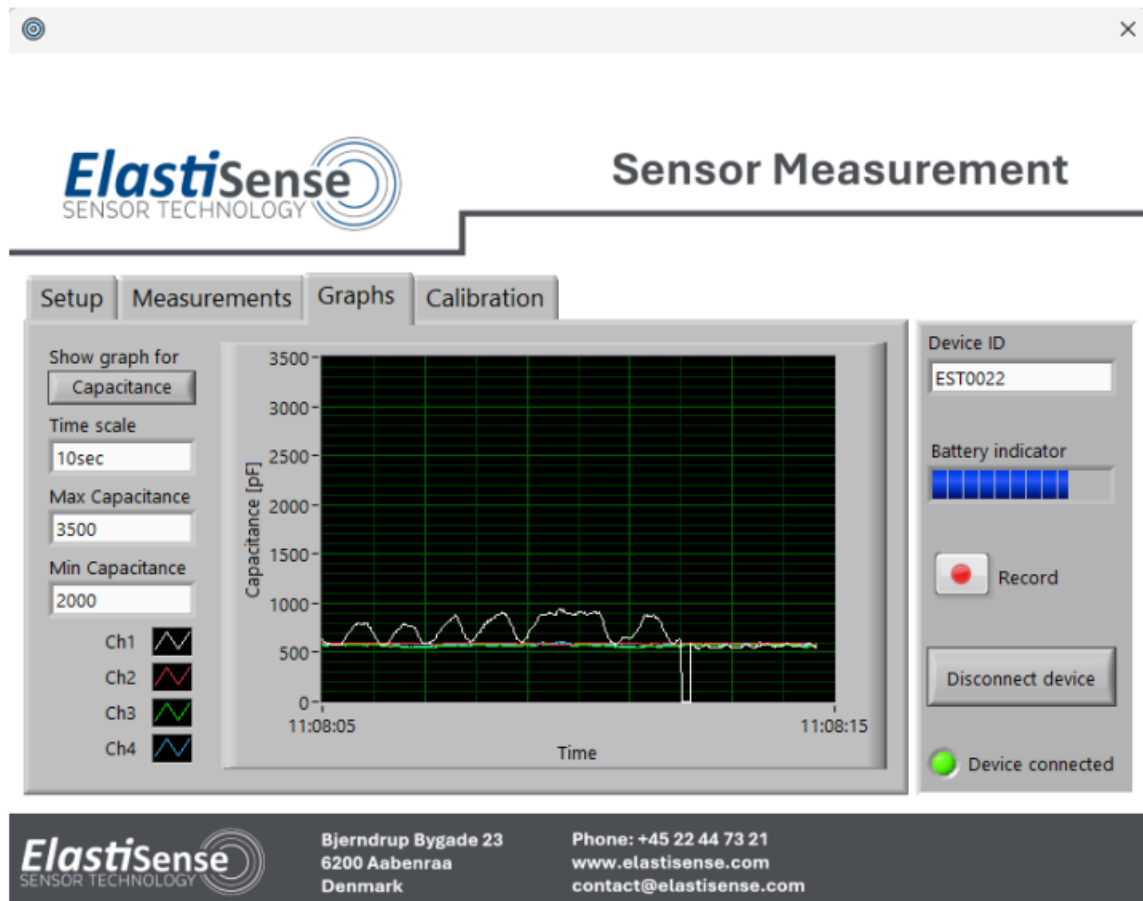 ElastiSense
SENSOR TECHNOLOGY
Sensor Measurement
Setup
Measurements
Graphs
Calibration
Show graph for
Capacitance
Time scale
10sec
Max Capacitance
3500
Min Capacitance
2000
Ch1
Ch2
Ch3
Ch4
Capacitance [pF]
3500
3000
2500
2000
1500
1000
500
0
11:08:05
11:08:15
Time
Device ID
EST0022
Battery indicator
Record
Disconnect device
Device connected
ElastiSense
SENSOR TECHNOLOGY
Bjerndrup Bygade 23
6200 Aabenraa
Denmark
Phone: +45 22 44 73 21
www.elastisense.com
contact@elastisense.com